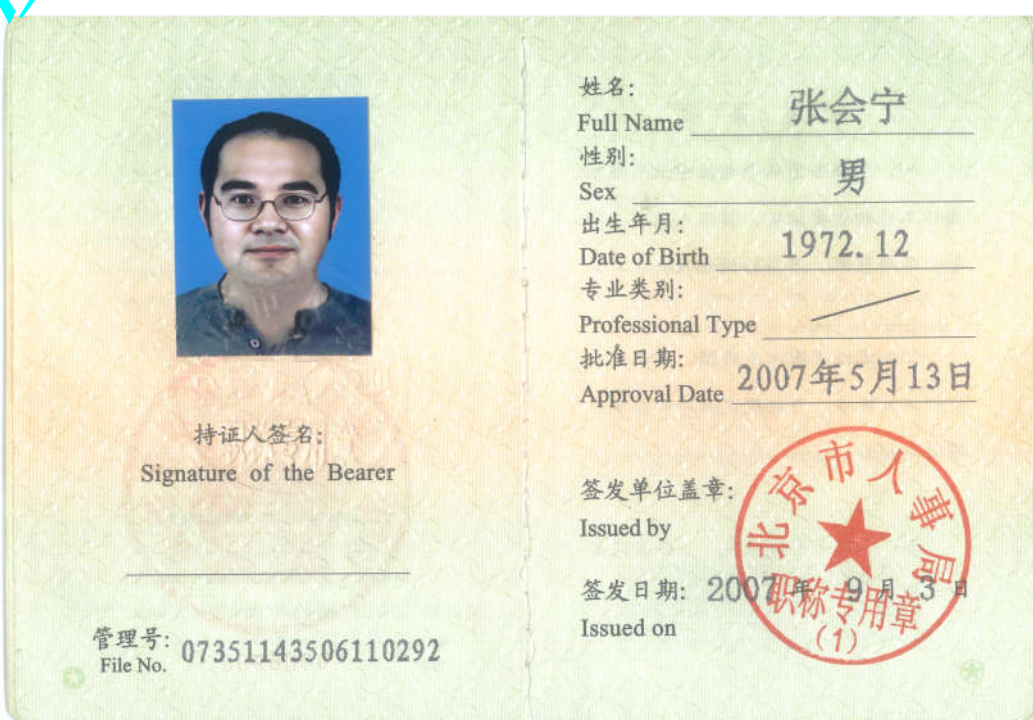 持证人签名:
Signature of the Bearer
管理号:
File No. 07351143506110292
姓名:
Full Name 张会宁
性别:
Sex 男
出生年月:
Date of Birth 1972.12
专业类别:
Professional Type
批准日期:
Approval Date 2007年5月13日
签发单位盖章:
Issued by
北京市人事局
职称专用章
(1)
签发日期: 2007 年 9 月 3 日
Issued on